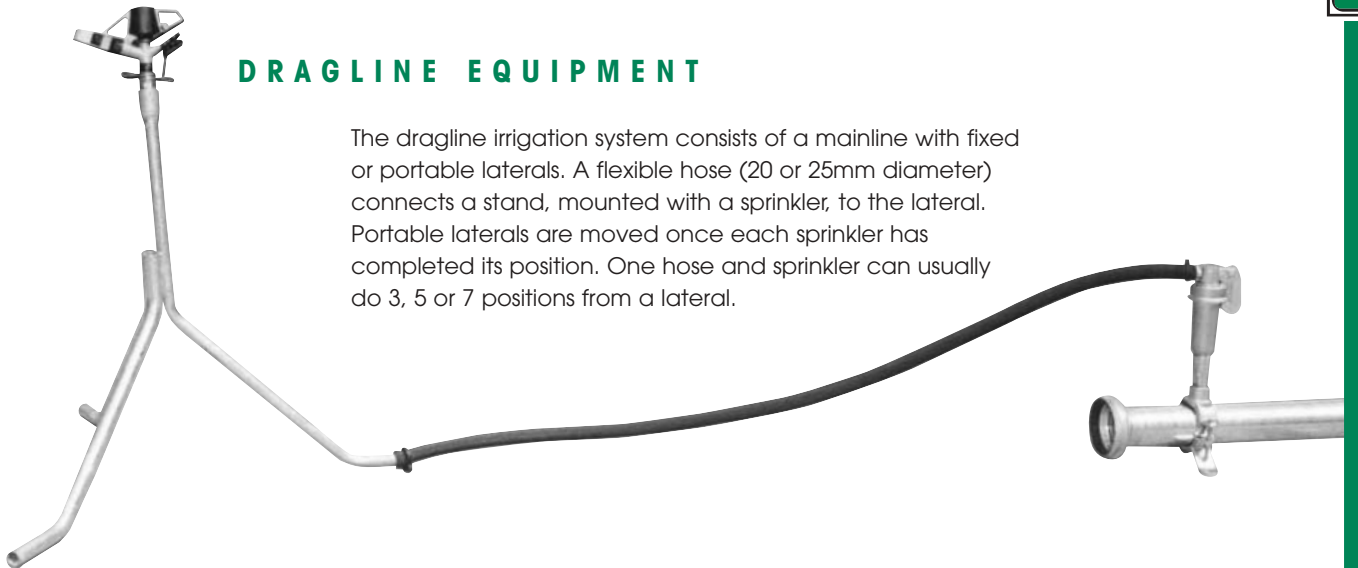 DRAGLINE EQUIPMENT
The dragline irrigation system consists of a mainline with fixed
or portable laterals. A flexible hose (20 or 25mm diameter)
connects a stand, mounted with a sprinkler, to the lateral.
Portable laterals are moved once each sprinkler has
completed its position. One hose and sprinkler can usually
do 3, 5 or 7 positions from a lateral.